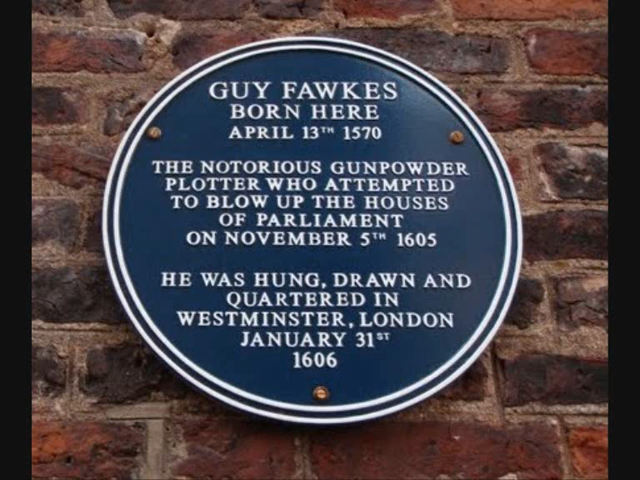 GUY FAWKES
BORN HERE
APRIL 13TH 1570
THE NOTORIOUS GUNPOWDER
PLOTTER WHO ATTEMPTED
TO BLOW UP THE HOUSES
OF PARLIAMENT
ON NOVEMBER 5TH 1605
HE WAS HUNG, DRAWN AND
QUARTERED IN
WESTMINSTER, LONDON
JANUARY 31ST
1606